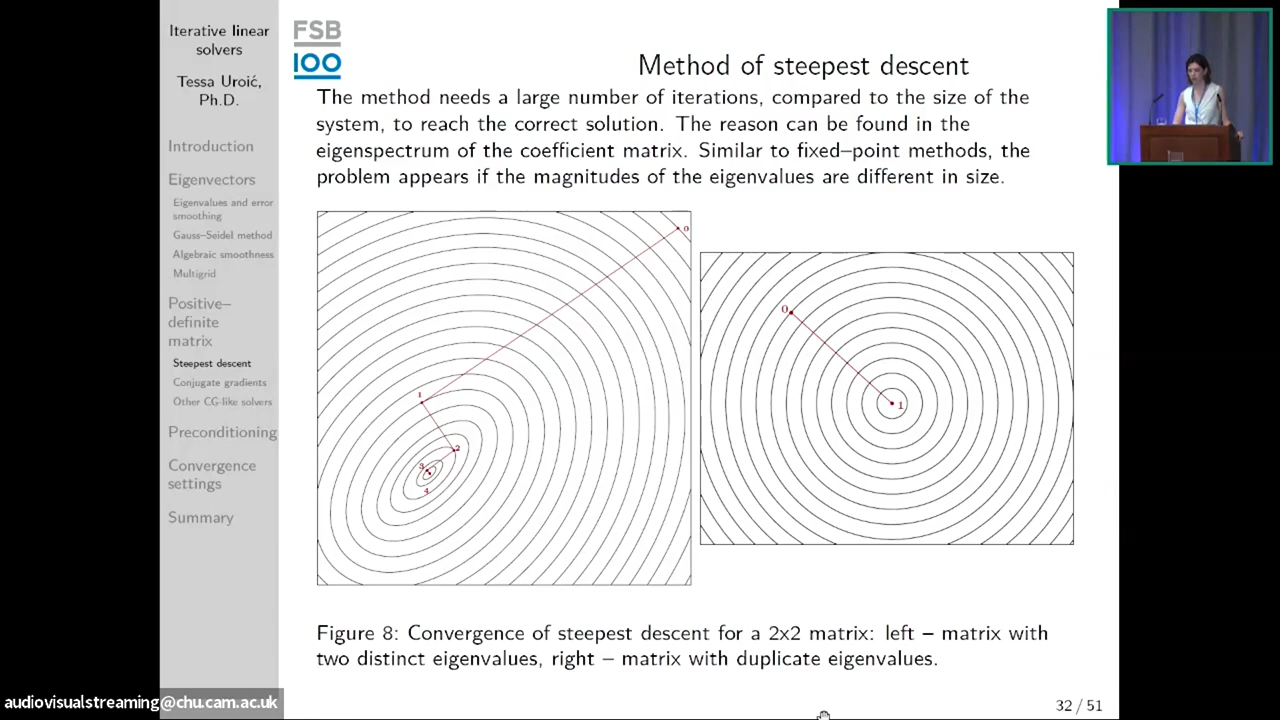 Iterative linear
solvers
Tessa Uroić,
Ph.D.
Introduction
Eigenvectors
Eigenvalues and error
smoothing
Gauss–Seidel method
Algebraic smoothness
Multigrid
Positive–
definite
matrix
Steepest descent
Conjugate gradients
Other CG-like solvers
Preconditioning
Convergence
settings
Summary
FSB
100
Method of steepest descent
The method needs a large number of iterations, compared to the size of the
system, to reach the correct solution. The reason can be found in the
eigenspectrum of the coefficient matrix. Similar to fixed–point methods, the
problem appears if the magnitudes of the eigenvalues are different in size.
0
1
2
3
4
0
1
Figure 8: Convergence of steepest descent for a 2x2 matrix: left – matrix with
two distinct eigenvalues, right – matrix with duplicate eigenvalues.
audiovisualstreaming@chu.cam.ac.uk
32 / 51